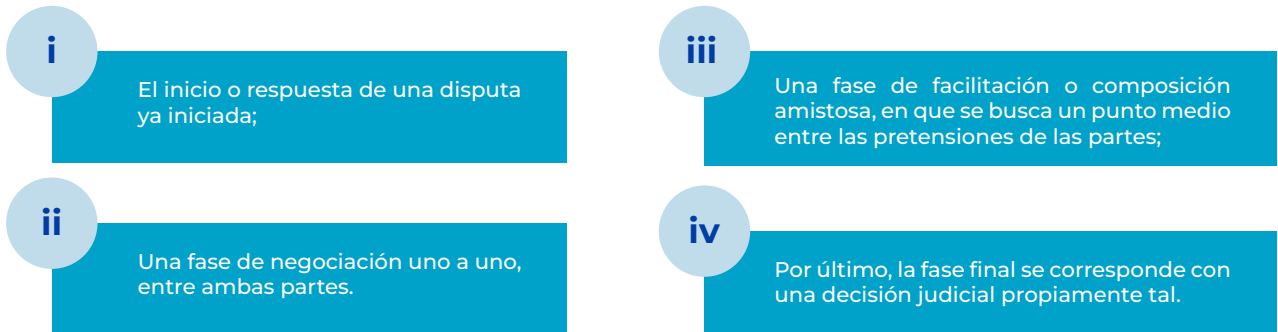 i
El inicio o respuesta de una disputa
ya iniciada;
ii
Una fase de negociación uno a uno,
entre ambas partes.
iii
Una fase de facilitación o composición
amistosa, en que se busca un punto medio
entre las pretensiones de las partes;
iv
Por último, la fase final se corresponde con
una decisión judicial propiamente tal.